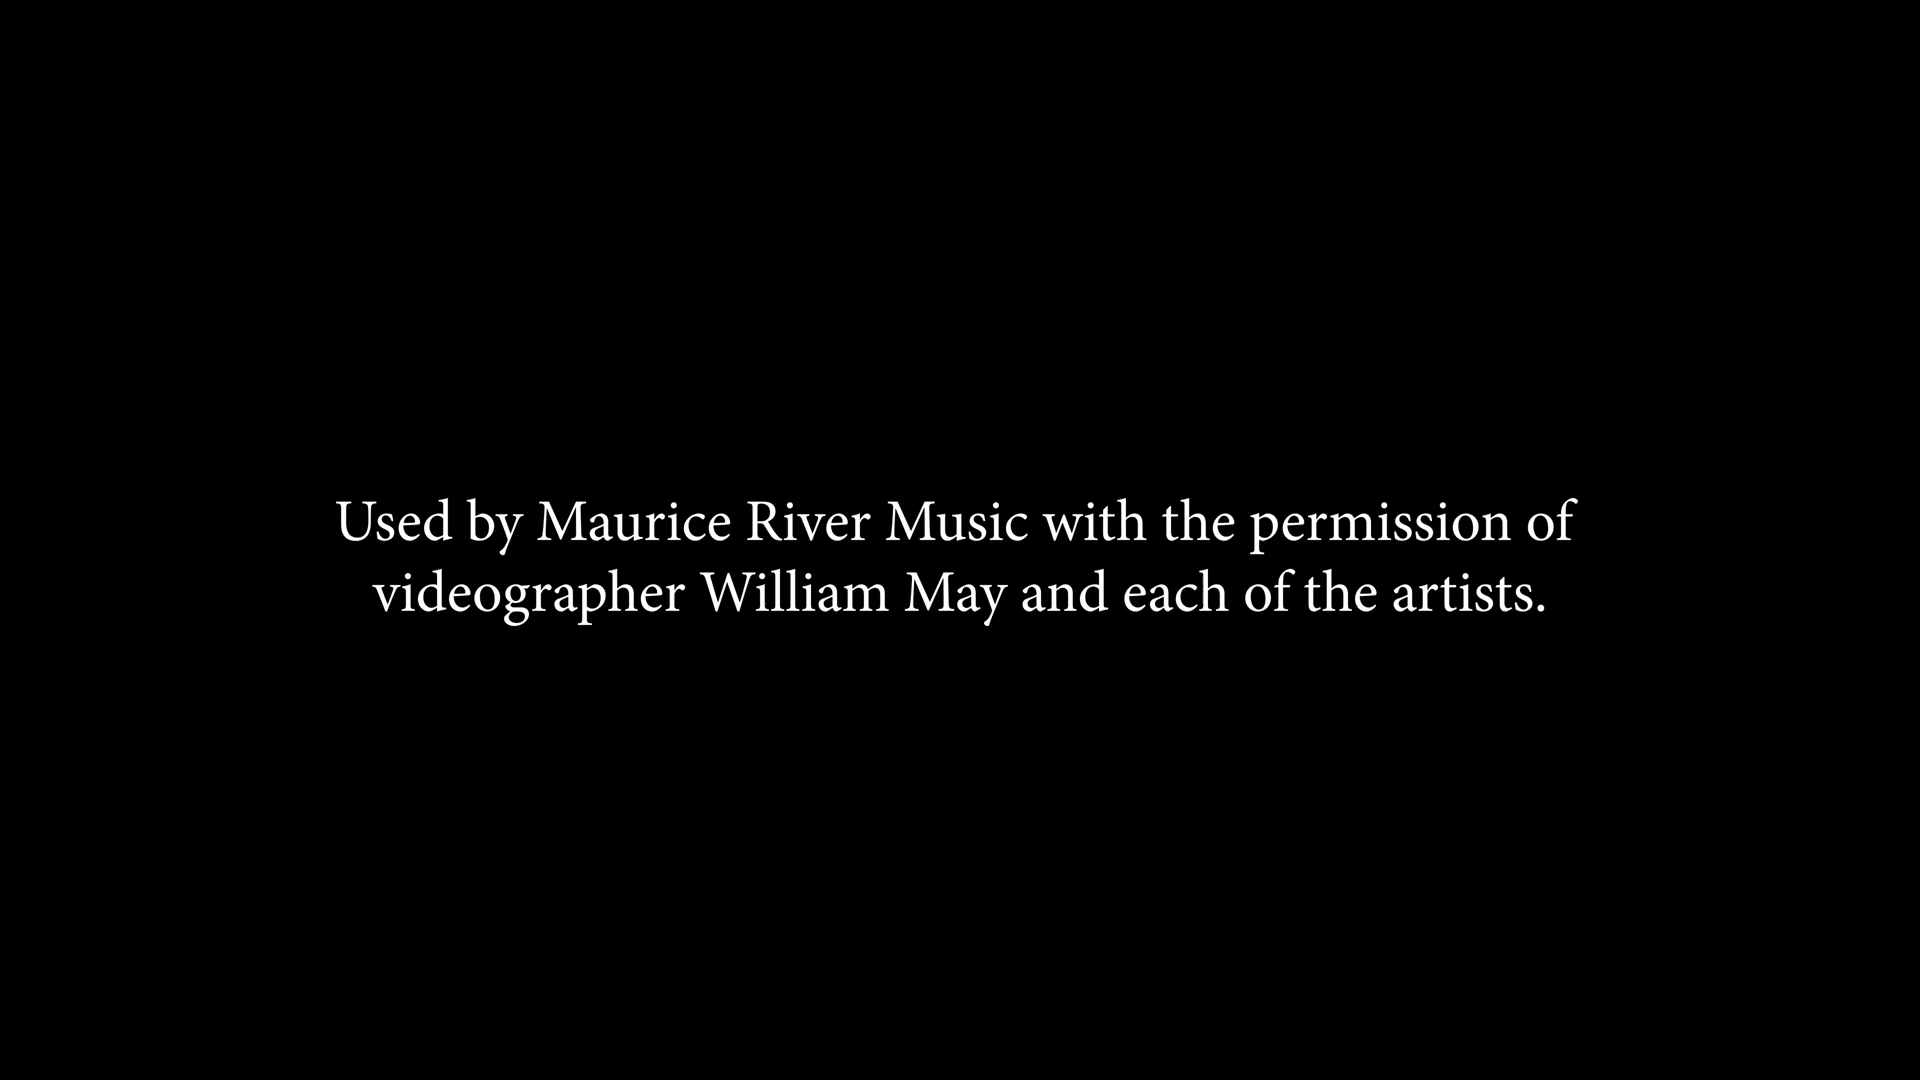 Used by Maurice River Music with the permission of
videographer William May and each of the artists.